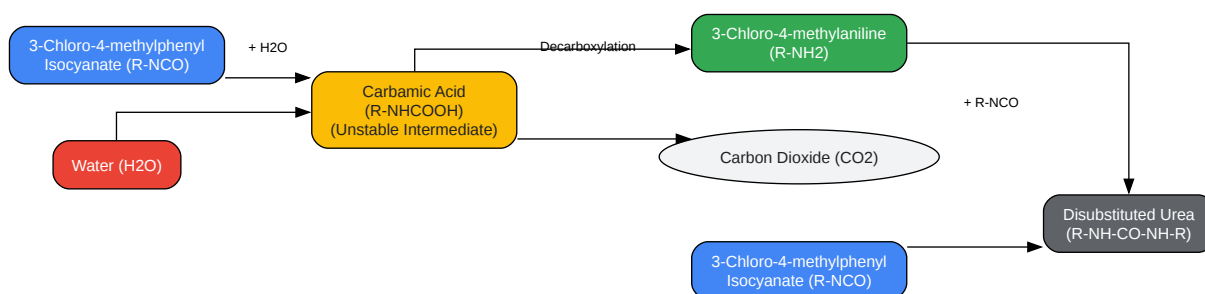 3-Chloro-4-methylphenyl
Isocyanate (R-NCO)
+ H2O
Water (H2O)
Carbamic Acid
(R-NHCOOH)
(Unstable Intermediate)
Decarboxylation
3-Chloro-4-methylaniline
(R-NH2)
Carbon Dioxide (CO2)
+ R-NCO
3-Chloro-4-methylphenyl
Isocyanate (R-NCO)
Disubstituted Urea
(R-NH-CO-NH-R)